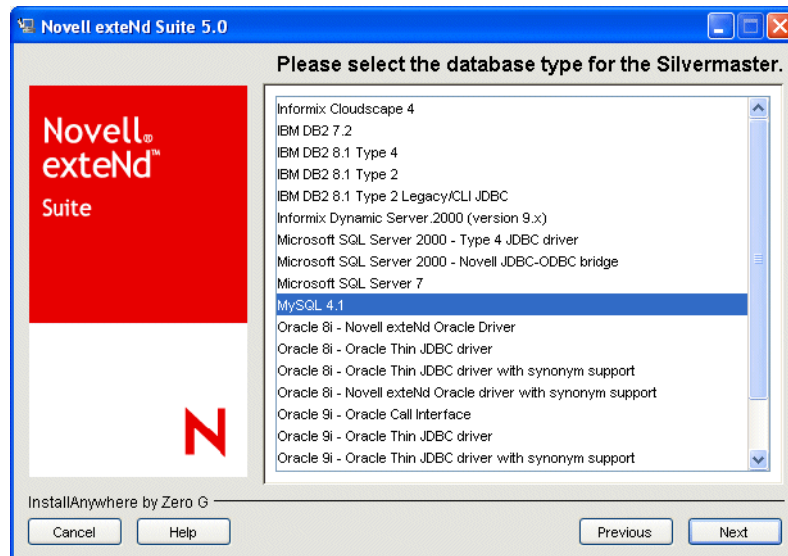 Novell exteNd Suite 5.0
Please select the database type for the Silvermaster.
Novell®
exteNd™
Suite
Informix Cloudscape 4
IBM DB2 7.2
IBM DB2 8.1 Type 4
IBM DB2 8.1 Type 2
IBM DB2 8.1 Type 2 Legacy/CLI JDBC
Informix Dynamic Server.2000 (version 9.x)
Microsoft SQL Server 2000 - Type 4 JDBC driver
Microsoft SQL Server 2000 - Novell JDBC-ODBC bridge
Microsoft SQL Server 7
MySQL 4.1
Oracle 8i - Novell exteNd Oracle Driver
Oracle 8i - Oracle Thin JDBC driver
Oracle 8i - Oracle Thin JDBC driver with synonym support
Oracle 8i - Novell exteNd Oracle driver with synonym support
Oracle 9i - Oracle Call Interface
Oracle 9i - Oracle Thin JDBC driver
Oracle 9i - Oracle Thin JDBC driver with synonym support
N
InstallAnywhere by Zero G
Cancel
Help
Previous
Next